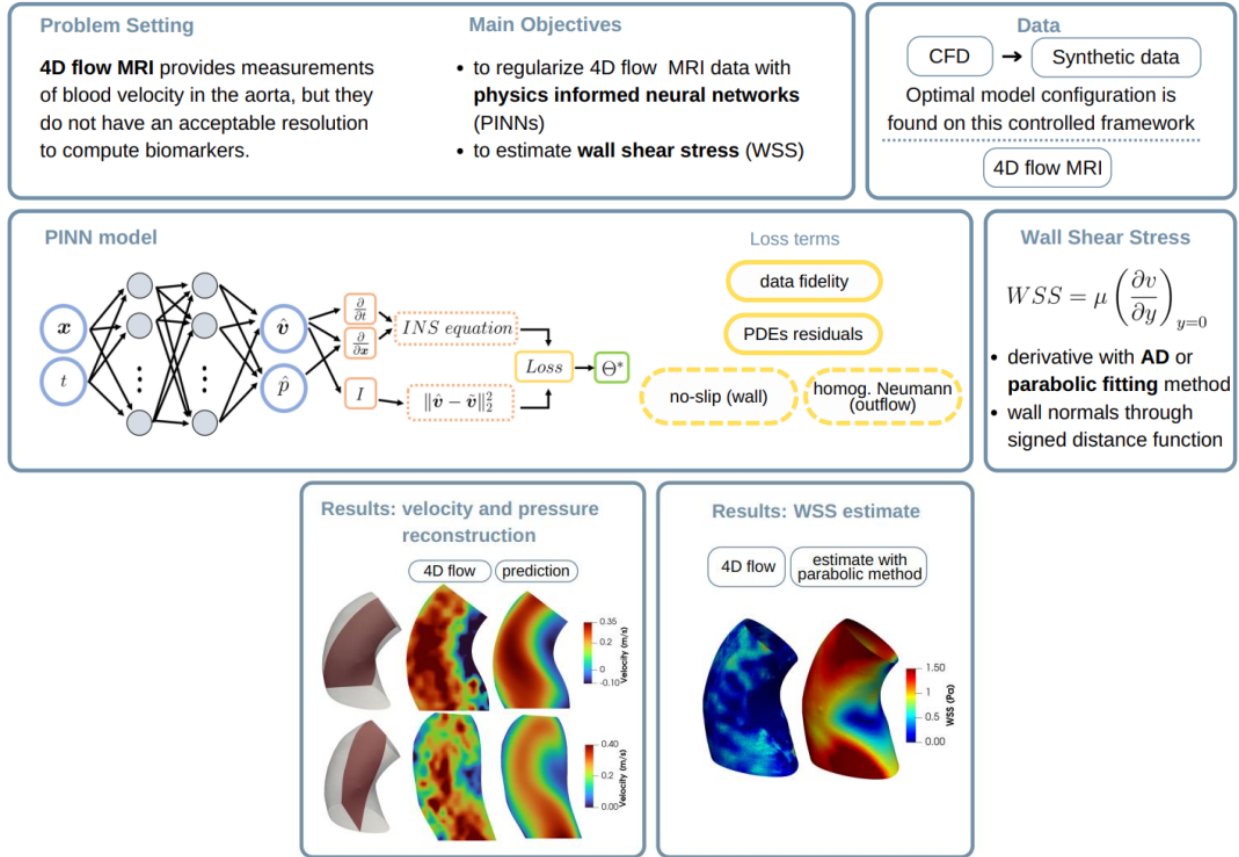 Problem Setting
4D flow MRI provides measurements
of blood velocity in the aorta, but they
do not have an acceptable resolution
to compute biomarkers.
Main Objectives
• to regularize 4D flow MRI data with
physics informed neural networks
(PINNs)
• to estimate wall shear stress (WSS)
Data
CFD → Synthetic data
Optimal model configuration is
found on this controlled framework
4D flow MRI
PINN model
x
t
v̂
p̂
∂/∂t
∂/∂x
I
INS equation
‖v̂ − ṽ‖₂²
Loss
Θ*
Loss terms
data fidelity
PDEs residuals
no-slip (wall)
homog. Neumann
(outflow)
Wall Shear Stress
WSS = μ (∂v/∂y)_{y=0}
• derivative with AD or
parabolic fitting method
• wall normals through
signed distance function
Results: velocity and pressure
reconstruction
4D flow
prediction
0.35
0.2
0
-0.10
Velocity (m/s)
0.40
0.2
0.00
Velocity (m/s)
Results: WSS estimate
4D flow
estimate with
parabolic method
1.50
1
0.5
0.00
WSS (Pa)